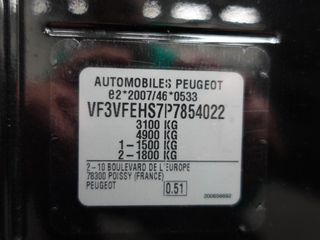 AUTOMOBILES PEUGEOT
e2*2007/46*0533
VF3VFEHS7P7854022
3100 KG
4900 KG
1-1500 KG
2-1800 KG
2-10 BOULEVARD DE L'EUROPE
78300 POISSY (FRANCE)
PEUGEOT
0.51